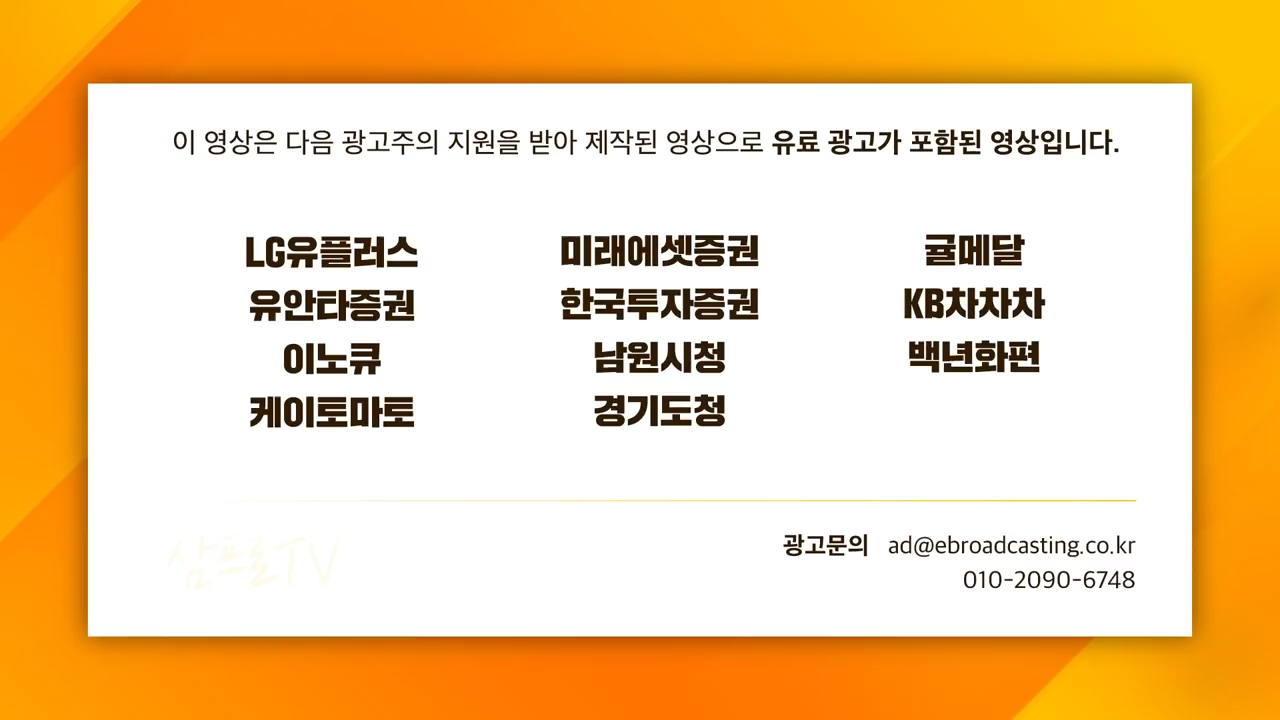 이 영상은 다음 광고주의 지원을 받아 제작된 영상으로 유료 광고가 포함된 영상입니다.
LG유플러스 미래에셋증권 귤메달
유안타증권 한국투자증권 KB차차차
이노큐 남원시청 백년화편
케이토마토 경기도청
삼프로TV
광고문의 ad@ebroadcasting.co.kr
010-2090-6748